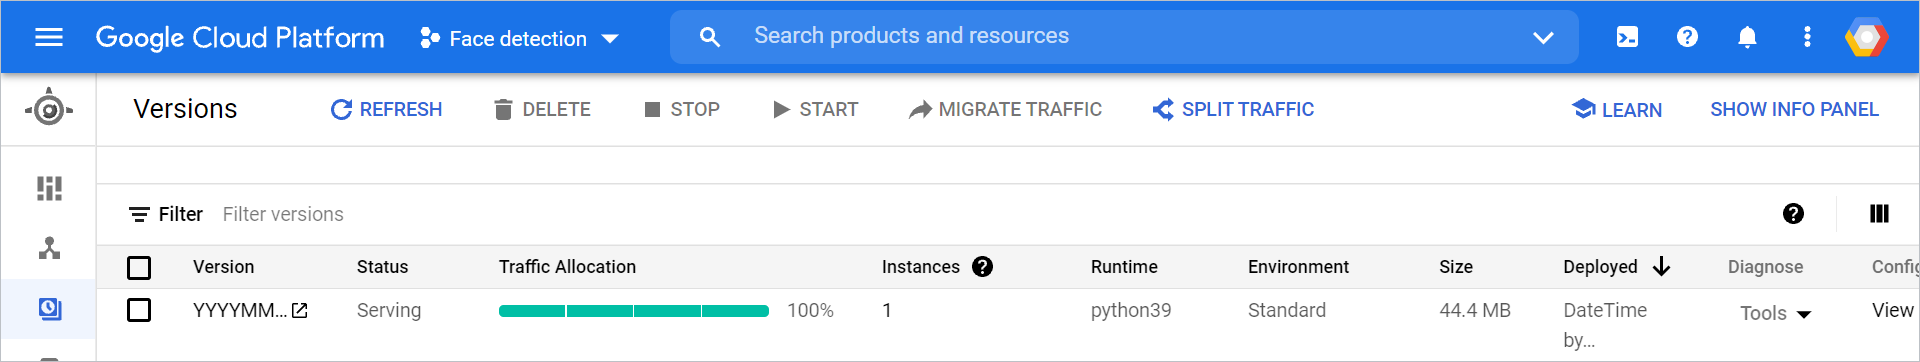 Google Cloud Platform Face detection Search products and resources
Versions REFRESH DELETE STOP START MIGRATE TRAFFIC SPLIT TRAFFIC LEARN SHOW INFO PANEL
Filter Filter versions
Version Status Traffic Allocation Instances Runtime Environment Size Deployed Diagnose Config
YYYYMM... Serving 100% 1 python39 Standard 44.4 MB DateTime Tools View
by...